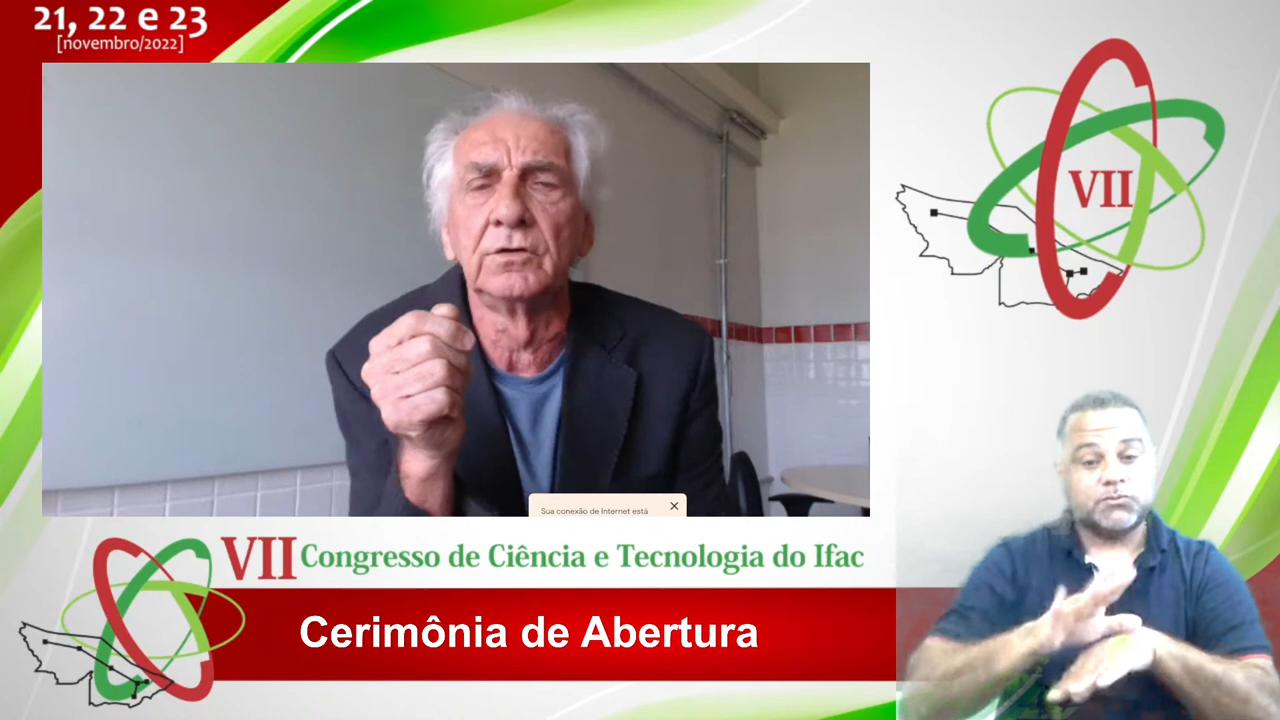 21, 22 e 23
[novembro/2022]
VII
Sua conexão de Internet está
VII Congresso de Ciência e Tecnologia do Ifac
Cerimônia de Abertura